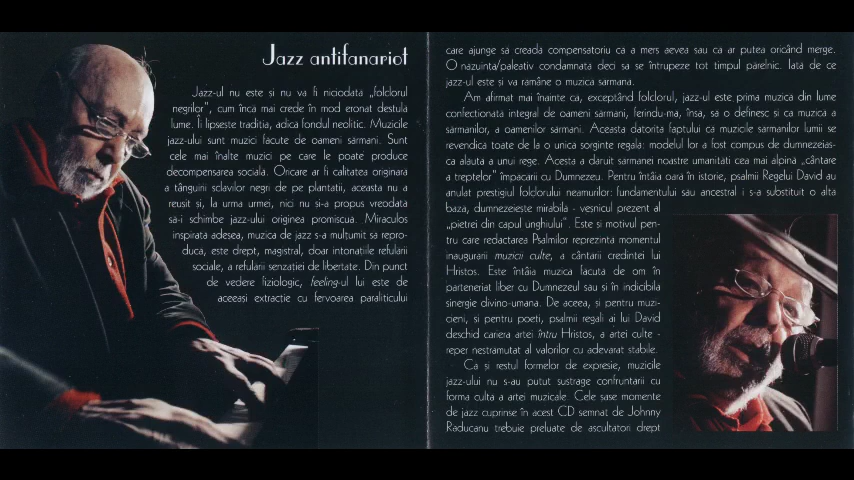 Jazz antifanariot
Jazz-ul nu este si nu va fi niciodata „folclorul
negrilor", cum încă mai crede în mod eronat destula
lume. Îi lipseste traditia, adica fondul neolitic. Muzicile
jazz-ului sunt muzici facute de oameni sármani. Sunt
cele mai înalte muzici pe care le poate produce
decompensarea sociala. Oricare ar fi calitatea originara
a tânguirii sclavilor negri de pe plantatii, aceasta nu a
reusit si, la urma urmei, nici nu si-a propus vreodata
sa-i schimbe jazz-ului originea promiscua. Miraculos
inspirată adesea, muzica de jazz s-a multumit sa repro-
duca, este drept, magistral, doar intonatiile refularii
sociale, a refularii senzatiei de libertate. Din punct
de vedere fiziologic, feeling-ul lui este de
aceeasi extractie cu fervoarea paraliticului
care ajunge să creada compensatoriu ca a mers aevea sau ca ar putea oricând merge.
O nazuinta/paleativ condamnata deci sa se întrupeze tot timpul parelnic. Iată de ce
jazz-ul este si va ramâne o muzica sarmana.
Am afirmat mai înainte ca, exceptând folclorul, jazz-ul este prima muzica din lume
confectionata integral de oameni sarmani, ferindu-ma, însa, sa o definesc si ca muzica a
sarmanilor, a oamenilor sármani. Aceasta datorita faptului ca muzicile sarmanilor lumii se
revendică toate de la o unica sorginte regala: modelul lor a fost compus de dumnezeias-
ca alauta a unui rege. Acesta a daruit sarmanei noastre umanitati cea mai alpina „cântare
a treptelor" împacarii cu Dumnezeu. Pentru întâia oara în istorie, psalmii Regelui David au
anulat prestigiul folclorului neamurilor: fundamentului sau ancestral i s-a substituit o alta
baza, dumnezeieste mirabila - vesnicul prezent al
„pietrei din capul unghiului". Este si motivul pen-
tru care redactarea Psalmilor reprezinta momentul
inaugurarii muzicii culte, a cântarii credintei lui
Hristos. Este întâia muzica facuta de om în
parteneriat liber cu Dumnezeul sau si în indicibila
sinergie divino-umana. De aceea, si pentru muzi-
cieni, si pentru poeti, psalmii regali ai lui David
deschid cariera artei întru Hristos, a artei culte -
reper nestramutat al valorilor cu adevarat stabile.
Ca si restul formelor de expresie, muzicile
jazz-ului nu s-au putut sustrage confruntarii cu
forma culta a artei muzicale. Cele sase momente
de jazz cuprinse în acest CD semnat de Johnny
Raducanu trebuie preluate de ascultatori drept